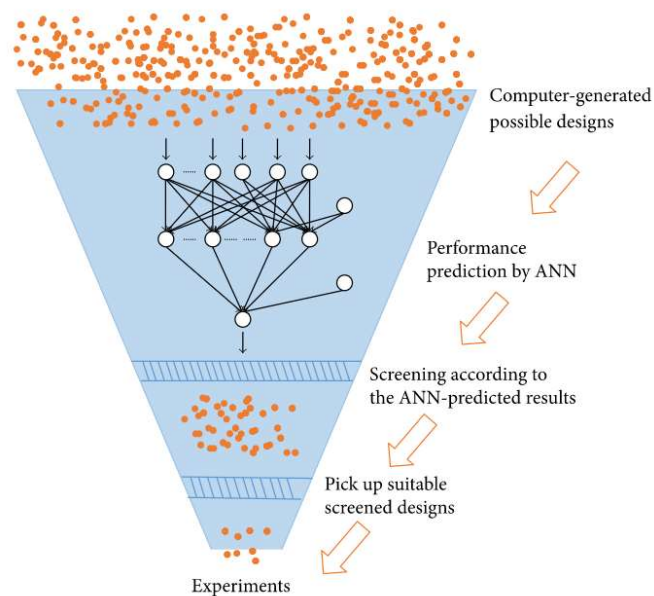 Computer-generated
possible designs
Performance
prediction by ANN
Screening according to
the ANN-predicted results
Pick up suitable
screened designs
Experiments